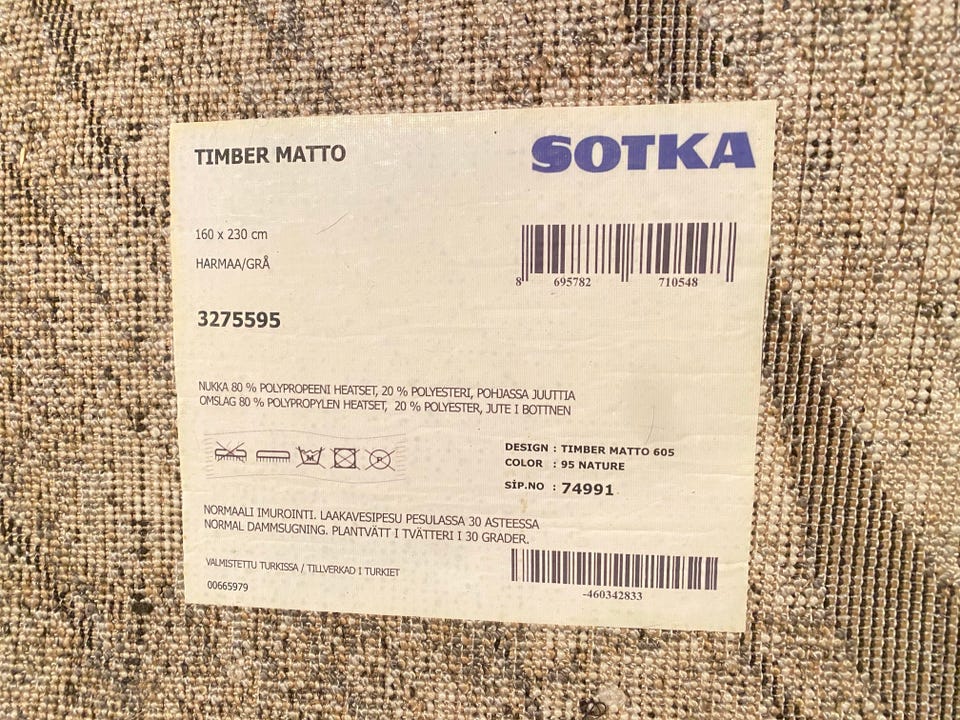 TIMBER MATTO
SOTKA
160 x 230 cm
HARMAA/GRÅ
8 695782 710548
3275595
NUKKA 80 % POLYPROPEENI HEATSET, 20 % POLYESTERI, POHJASSA JUUTTIA
OMSLAG 80 % POLYPROPYLEN HEATSET, 20 % POLYESTER, JUTE I BOTTNEN
DESIGN : TIMBER MATTO 605
COLOR : 95 NATURE
SİP.NO : 74991
NORMAALI IMUROINTI. LAAKAVESIPESU PESULASSA 30 ASTEESSA
NORMAL DAMMSUGNING. PLANTVÄTT I TVÄTTERI I 30 GRADER.
VALMISTETTU TURKISSA / TILLVERKAD I TURKIET
00665979
-460342833